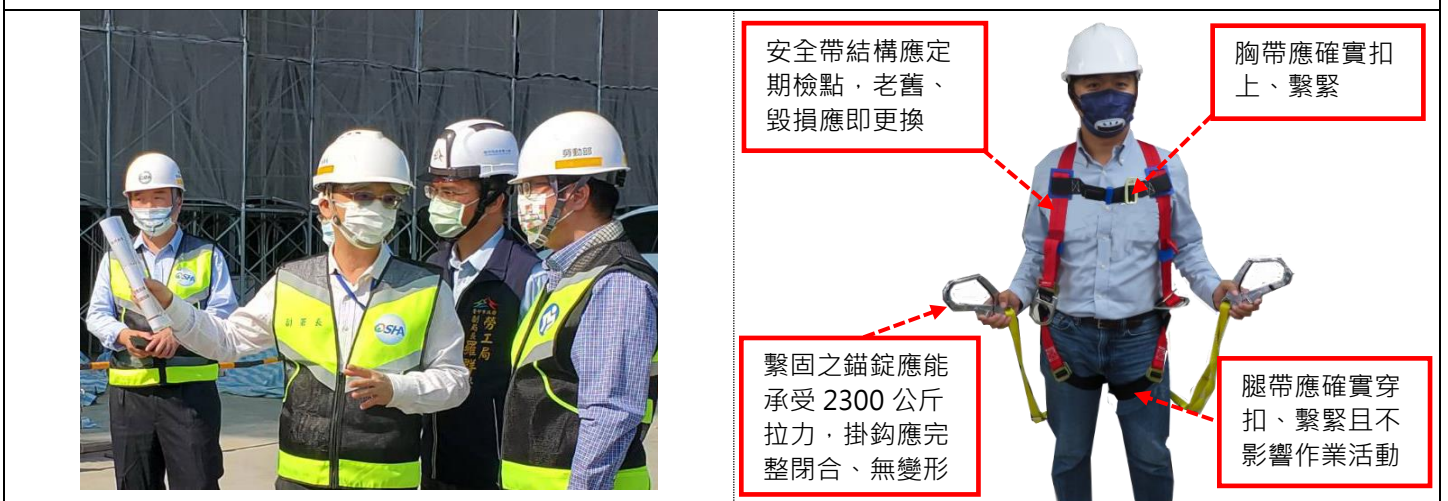 勞動部
副署長
OSHA
OSHA
勞工局
安全帶結構應定
期檢點，老舊、
毀損應即更換
胸帶應確實扣
上、繫緊
繫固之錨錠應能
承受 2300 公斤
拉力，掛鈎應完
整閉合、無變形
腿帶應確實穿
扣、繫緊且不
影響作業活動